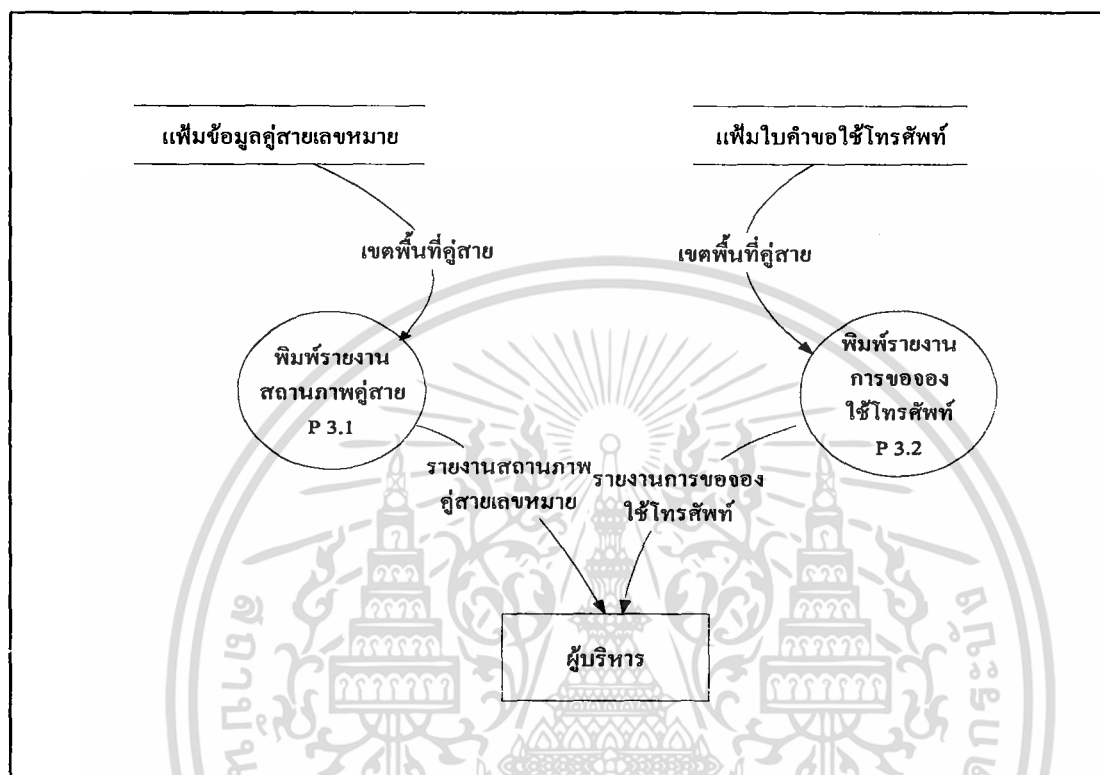 แฟ้มข้อมูลคู่สายเลขหมาย
แฟ้มใบคำขอใช้โทรศัพท์
เขตพื้นที่คู่สาย
เขตพื้นที่คู่สาย
พิมพ์รายงาน
สถานภาพคู่สาย
P 3.1
พิมพ์รายงาน
การขอจอง
ใช้โทรศัพท์
P 3.2
รายงานสถานภาพ
คู่สายเลขหมาย
รายงานการขอจอง
ใช้โทรศัพท์
ผู้บริหาร